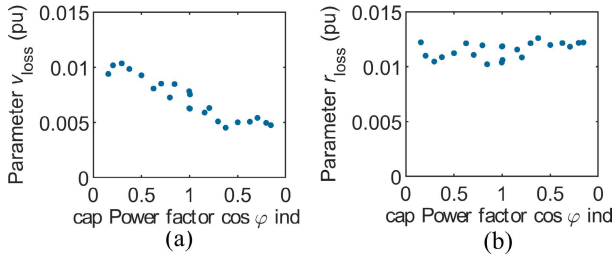 Parameter v_loss (pu)
0.015
0.01
0.005
0
0 0.5 1 0.5 0
cap Power factor cos φ ind
(a)
Parameter r_loss (pu)
0.015
0.01
0.005
0
0 0.5 1 0.5 0
cap Power factor cos φ ind
(b)